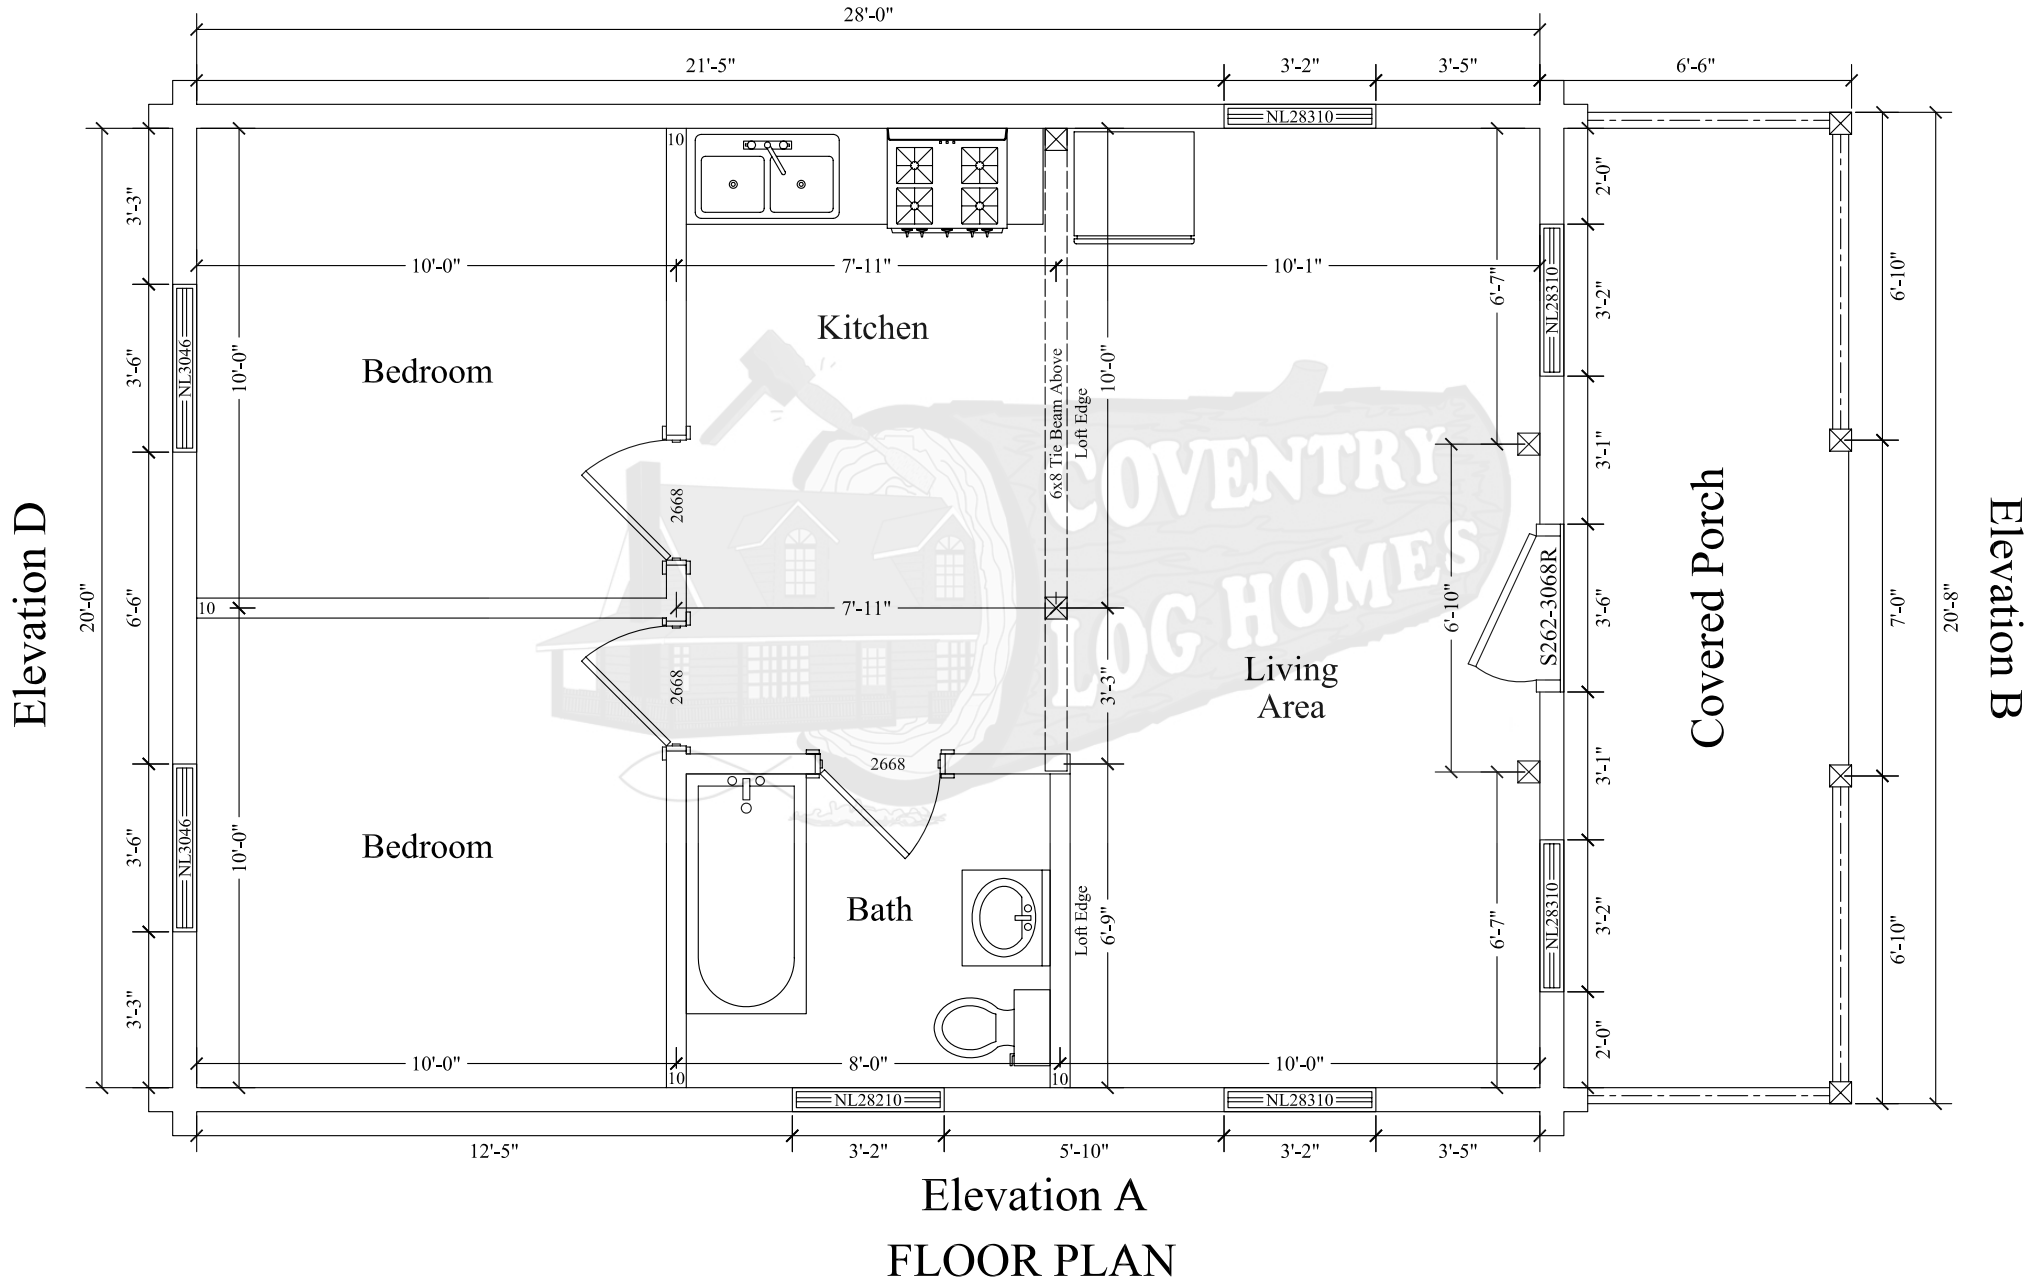 28'-0"
21'-5"
3'-2"
3'-5"
6'-6"
NL28310
10
3'-3"
3'-6"
6'-6"
3'-6"
3'-3"
20'-0"
Elevation D
NL3046
NL3046
10'-0"
7'-11"
10'-1"
10'-0"
10'-0"
Bedroom
Kitchen
6x8 Tie Beam Above
Loft Edge
10'-0"
6'-7"
NL28310
2'-0"
3'-2"
3'-1"
3'-6"
3'-1"
3'-2"
2'-0"
6'-10"
7'-0"
6'-10"
20'-8"
Elevation B
Covered Porch
COVENTRY
LOG HOMES
2668
10
7'-11"
2668
2668
3'-3"
6'-10"
S262-3068R
Living
Area
Bedroom
Bath
Loft Edge
6'-9"
6'-7"
NL28310
10'-0"
8'-0"
10'-0"
10
10
NL28210
NL28310
12'-5"
3'-2"
5'-10"
3'-2"
3'-5"
Elevation A
FLOOR PLAN